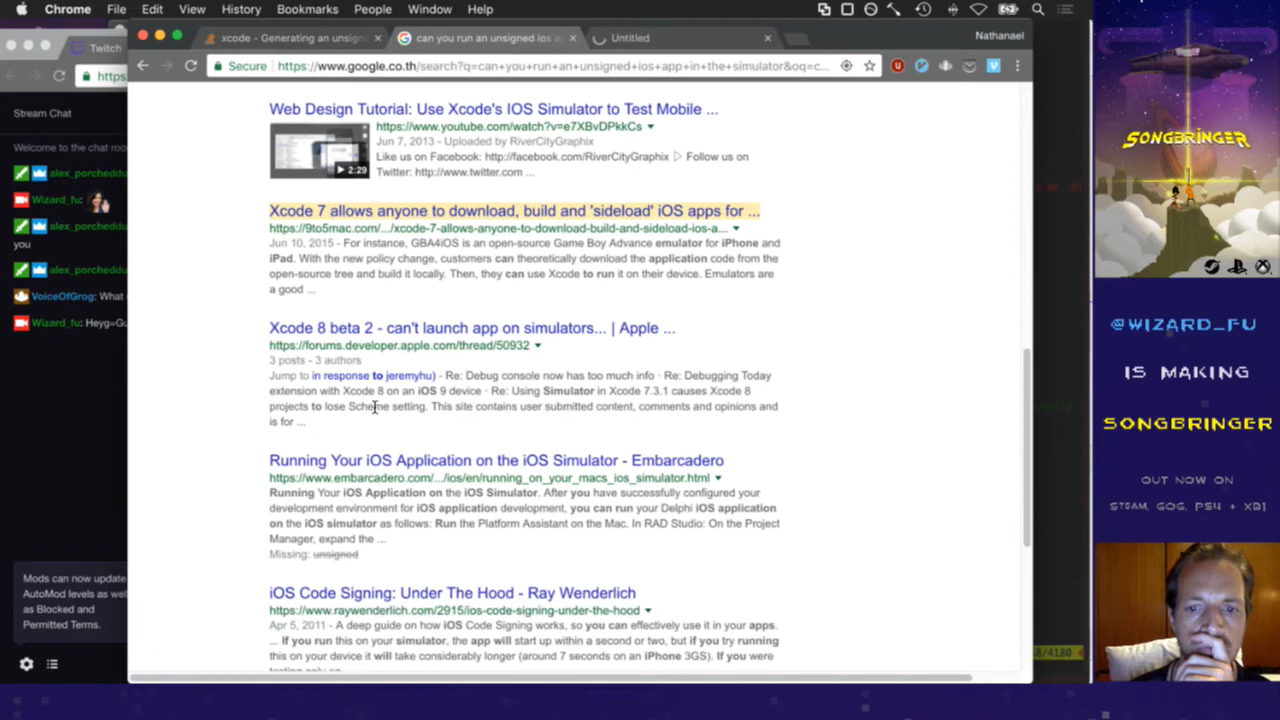 Chrome File Edit View History Bookmarks People Window Help
Twitch
xcode - Generating an unsign
can you run an unsigned ios a
Untitled
Nathanael
https
Secure https://www.google.co.th/search?q=can+you+run+an+unsigned+ios+app+in+the+simulator&oq=c...
Stream Chat
Welcome to the chat roo
alex_porcheddu
Wizard_fu:
alex_porcheddu
you
alex_porcheddu
VoiceOfGrog: What
Wizard_fu: Heyg=Gu
Mods can now update
AutoMod levels as wel
as Blocked and
Permitted Terms.
Web Design Tutorial: Use Xcode's IOS Simulator to Test Mobile ...
https://www.youtube.com/watch?v=e7XBvDPkkCs
Jun 7, 2013 - Uploaded by RiverCityGraphix
Like us on Facebook: http://facebook.com/RiverCityGraphix ▷ Follow us on
Twitter: http://www.twitter.com ...
2:29
Xcode 7 allows anyone to download, build and 'sideload' iOS apps for ...
https://9to5mac.com/.../xcode-7-allows-anyone-to-download-build-and-sideload-ios-a...
Jun 10, 2015 - For instance, GBA4iOS is an open-source Game Boy Advance emulator for iPhone and
iPad. With the new policy change, customers can theoretically download the application code from the
open-source tree and build it locally. Then, they can use Xcode to run it on their device. Emulators are
a good ...
Xcode 8 beta 2 - can't launch app on simulators... | Apple ...
https://forums.developer.apple.com/thread/50932
3 posts - 3 authors
Jump to in response to jeremyhu) - Re: Debug console now has too much info · Re: Debugging Today
extension with Xcode 8 on an iOS 9 device · Re: Using Simulator in Xcode 7.3.1 causes Xcode 8
projects to lose Scheme setting. This site contains user submitted content, comments and opinions and
is for ...
Running Your iOS Application on the iOS Simulator - Embarcadero
https://www.embarcadero.com/.../ios/en/running_on_your_macs_ios_simulator.html
Running Your iOS Application on the iOS Simulator. After you have successfully configured your
development environment for iOS application development, you can run your Delphi iOS application
on the iOS simulator as follows: Run the Platform Assistant on the Mac. In RAD Studio: On the Project
Manager, expand the ...
Missing: unsigned
iOS Code Signing: Under The Hood - Ray Wenderlich
https://www.raywenderlich.com/2915/ios-code-signing-under-the-hood
Apr 5, 2011 - A deep guide on how iOS Code Signing works, so you can effectively use it in your apps.
... If you run this on your simulator, the app will start up within a second or two, but if you try running
this on your device it will take considerably longer (around 7 seconds on an iPhone 3GS). If you were
8/4180
SONGBRINGER
@WIZARD_FU
IS MAKING
SONGBRINGER
OUT NOW ON
STEAM, GOG, PS4 + XB1